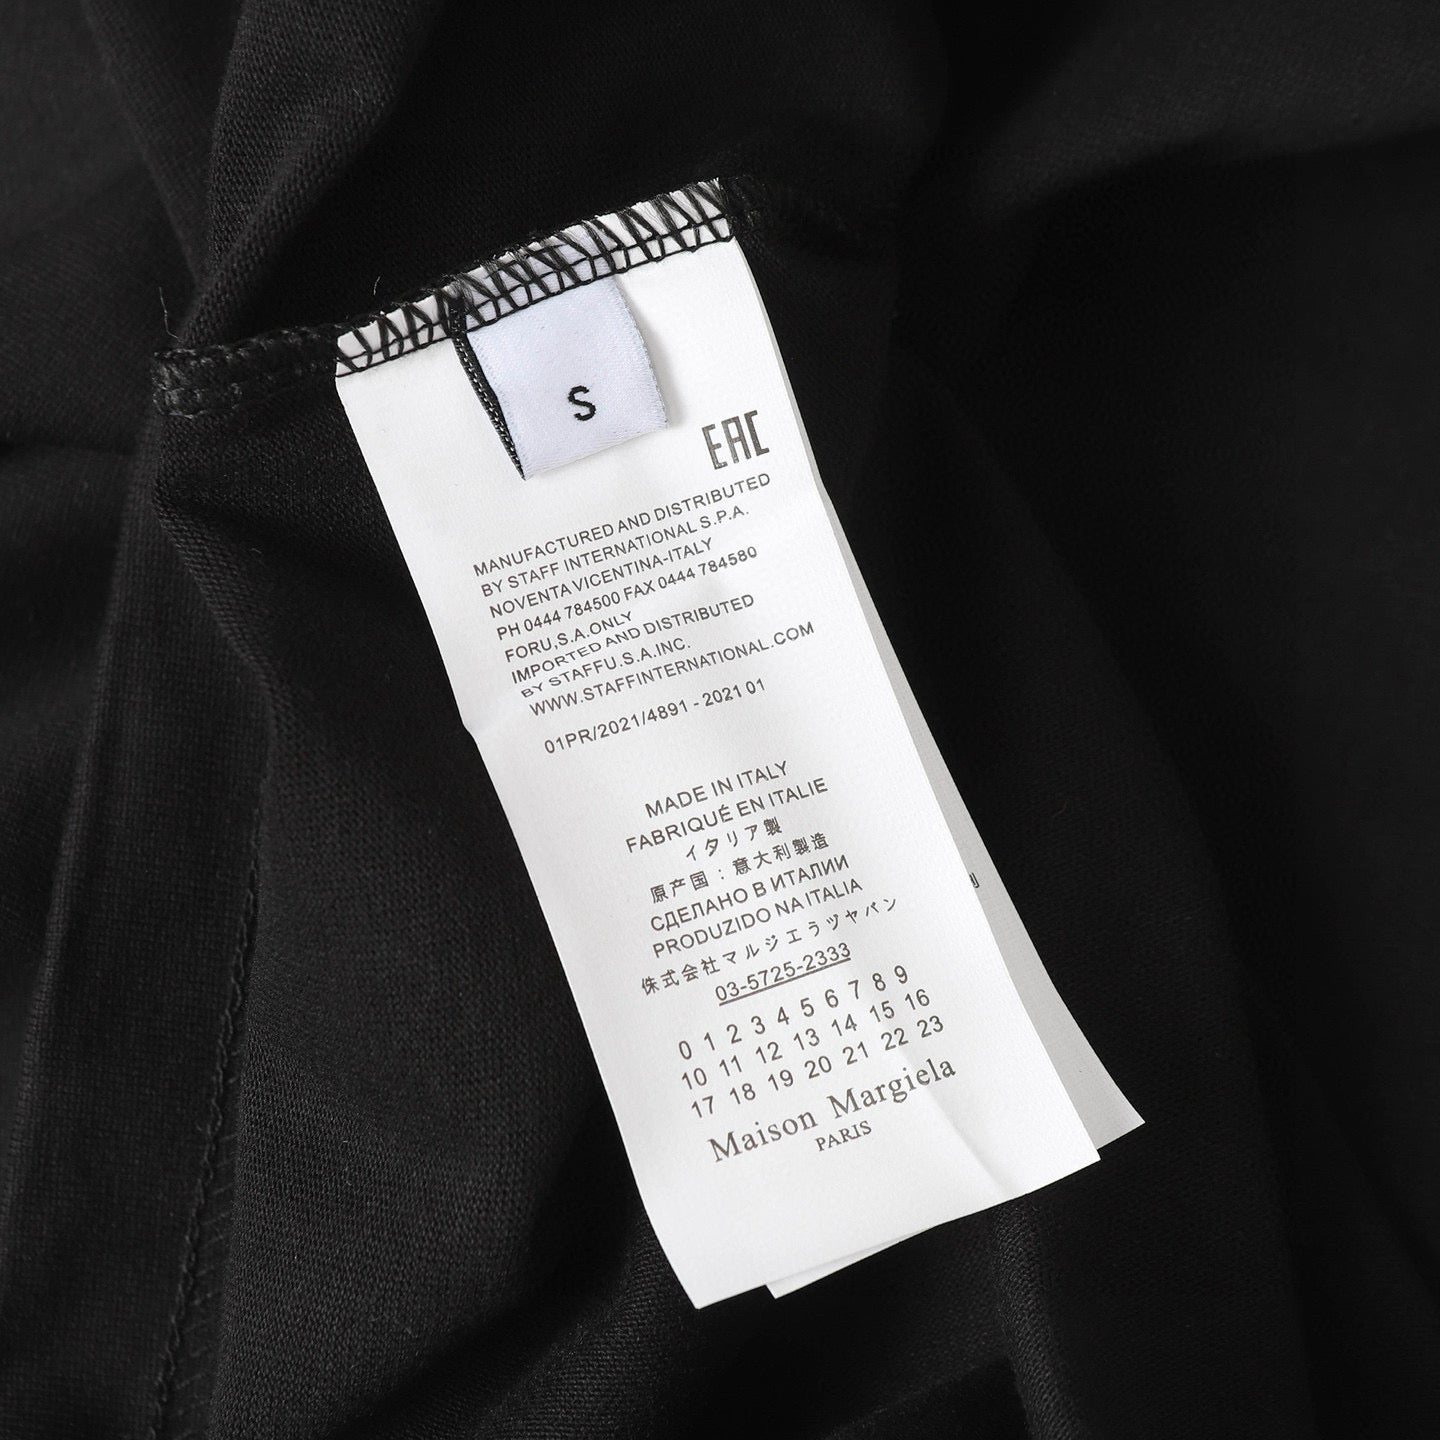 S
EAC
MANUFACTURED AND DISTRIBUTED
BY STAFF INTERNATIONAL S.P.A.
NOVENTA VICENTINA-ITALY
PH 0444 784500 FAX 0444 784580
FORU,S.A.ONLY
IMPORTED AND DISTRIBUTED
BY STAFFU.S.A.INC.
WWW.STAFFINTERNATIONAL.COM
01PR/2021/4891 - 2021 01
MADE IN ITALY
FABRIQUÉ EN ITALIE
イタリア製
原产国：意大利製造
СДЕЛАНО В ИТАЛИИ
PRODUZIDO NA ITALIA
侏式会社マルジエラヅヤパン
03-5725-2333
0 1 2 3 4 5 6 7 8 9
10 11 12 13 14 15 16
17 18 19 20 21 22 23
Maison Margiela
PARIS